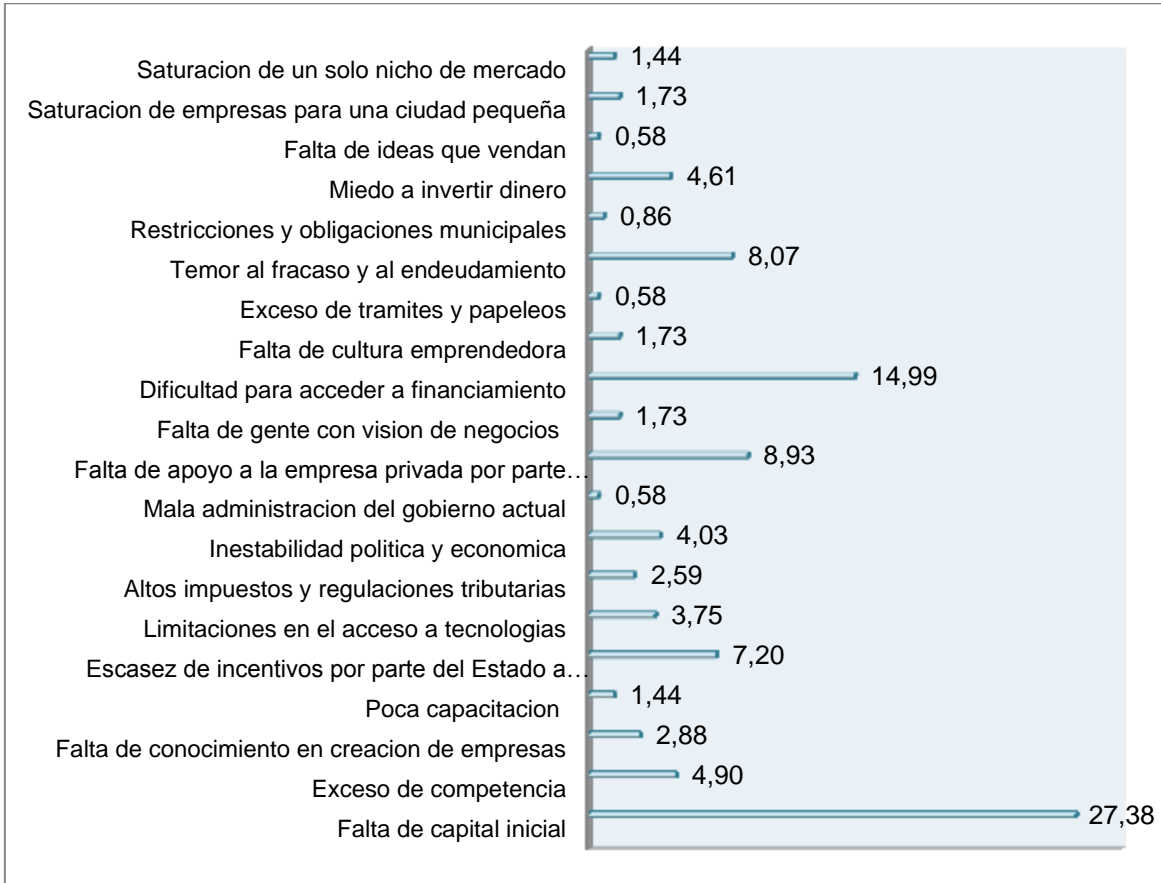 Saturacion de un solo nicho de mercado 1,44
Saturacion de empresas para una ciudad pequeña 1,73
Falta de ideas que vendan 0,58
Miedo a invertir dinero 4,61
Restricciones y obligaciones municipales 0,86
Temor al fracaso y al endeudamiento 8,07
Exceso de tramites y papeleos 0,58
Falta de cultura emprendedora 1,73
Dificultad para acceder a financiamiento 14,99
Falta de gente con vision de negocios 1,73
Falta de apoyo a la empresa privada por parte… 8,93
Mala administracion del gobierno actual 0,58
Inestabilidad politica y economica 4,03
Altos impuestos y regulaciones tributarias 2,59
Limitaciones en el acceso a tecnologias 3,75
Escasez de incentivos por parte del Estado a… 7,20
Poca capacitacion 1,44
Falta de conocimiento en creacion de empresas 2,88
Exceso de competencia 4,90
Falta de capital inicial 27,38